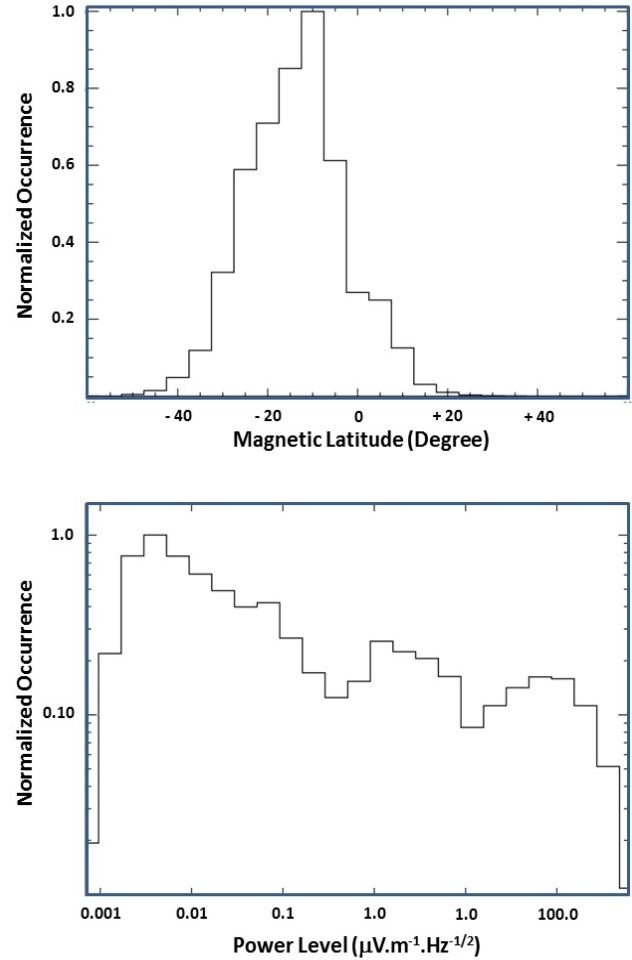 1.0
0.8
0.6
0.4
0.2
Normalized Occurrence
- 40 - 20 0 + 20 + 40
Magnetic Latitude (Degree)
1.0
0.10
Normalized Occurrence
0.001 0.01 0.1 1.0 1.0 100.0
Power Level (µV.m⁻¹.Hz⁻¹/²)